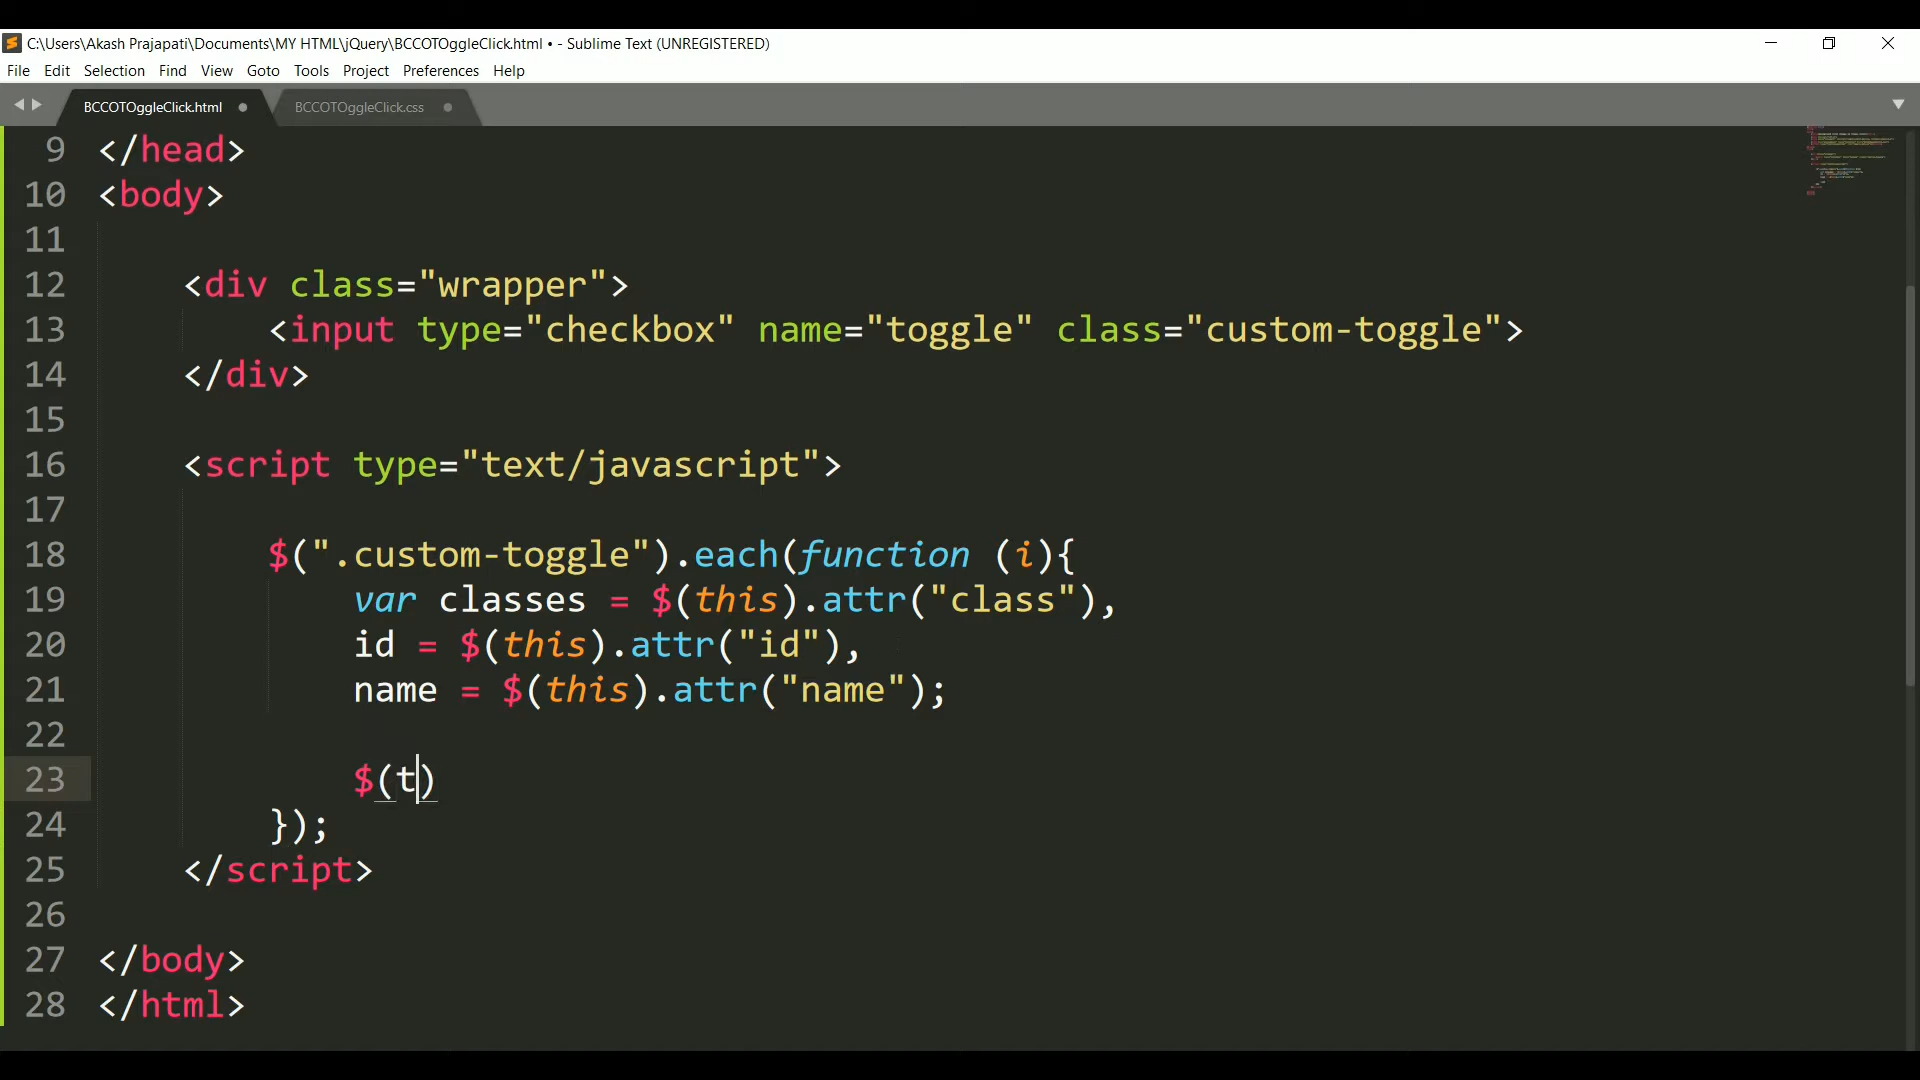 C:\Users\Akash Prajapati\Documents\MY HTML\jQuery\BCCOTOggleClick.html • - Sublime Text (UNREGISTERED)
File Edit Selection Find View Goto Tools Project Preferences Help
BCCOTOggleClick.html BCCOTOggleClick.css
9 </head>
10 <body>
11
12 <div class="wrapper">
13 <input type="checkbox" name="toggle" class="custom-toggle">
14 </div>
15
16 <script type="text/javascript">
17
18 $(".custom-toggle").each(function (i){
19 var classes = $(this).attr("class"),
20 id = $(this).attr("id"),
21 name = $(this).attr("name");
22
23 $(t)
24 });
25 </script>
26
27 </body>
28 </html>